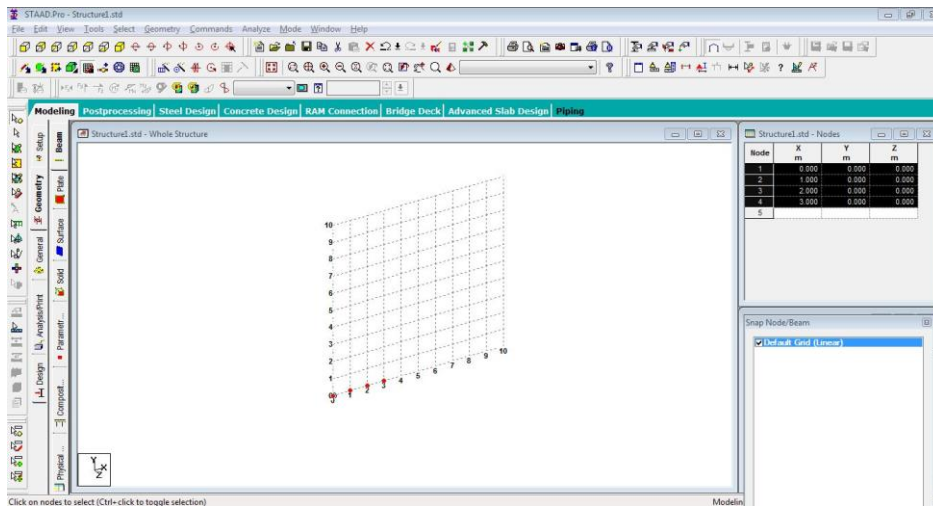 STAAD.Pro - Structure1.std
File Edit View Tools Select Geometry Commands Analyze Mode Window Help
Modeling Postprocessing Steel Design Concrete Design RAM Connection Bridge Deck Advanced Slab Design Piping
Setup
Geometry
General
Analysis/Print
Design
Beam
Plate
Surface
Solid
Parametr...
Composit...
Physical ...
Structure1.std - Whole Structure
10
9
8
7
6
5
4
3
2
1
0
1 2 3 4 5 6 7 8 9 10
Y
X
Z
Structure1.std - Nodes
Node X m Y m Z m
1 0.000 0.000 0.000
2 1.000 0.000 0.000
3 2.000 0.000 0.000
4 3.000 0.000 0.000
5
Snap Node/Beam
Default Grid (Linear)
Click on nodes to select (Ctrl+click to toggle selection)
Modelin